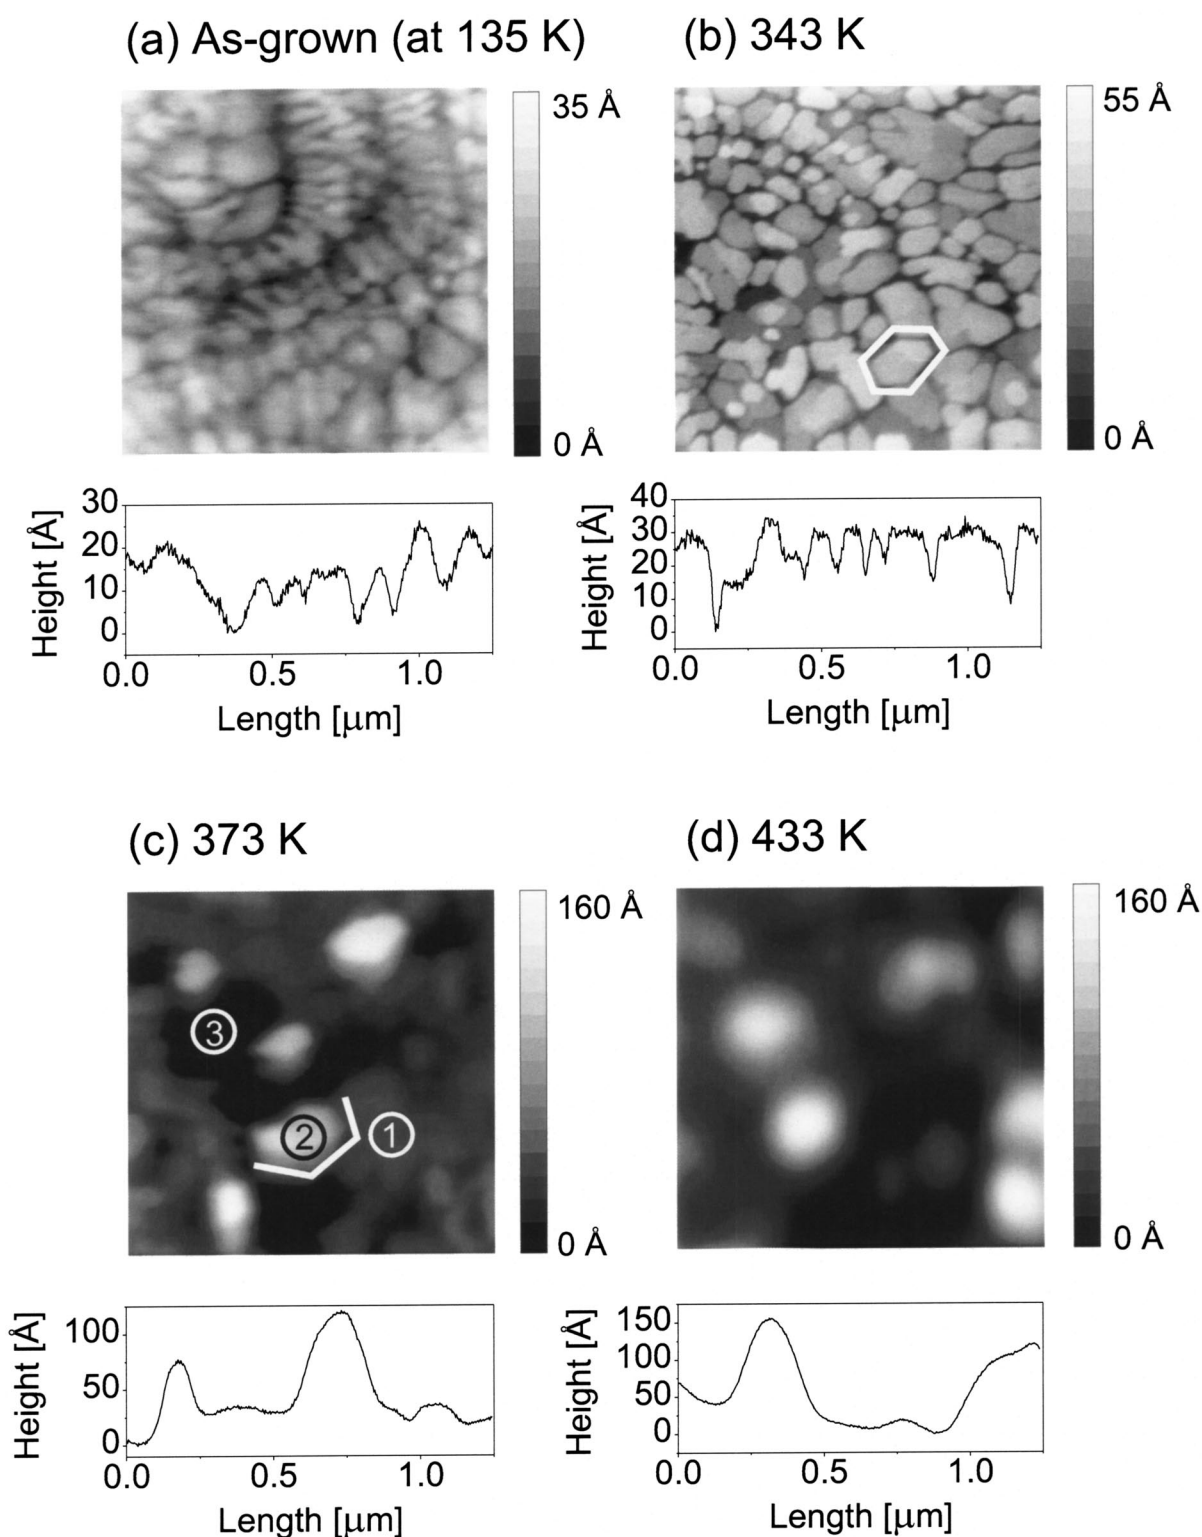 (a) As-grown (at 135 K)
35 Å
0 Å
30
20
10
0
Height [Å]
0.0 0.5 1.0
Length [μm]
(b) 343 K
55 Å
0 Å
40
30
20
10
0
Height [Å]
0.0 0.5 1.0
Length [μm]
(c) 373 K
160 Å
3
2
1
0 Å
100
50
0
Height [Å]
0.0 0.5 1.0
Length [μm]
(d) 433 K
160 Å
0 Å
150
100
50
0
Height [Å]
0.0 0.5 1.0
Length [μm]